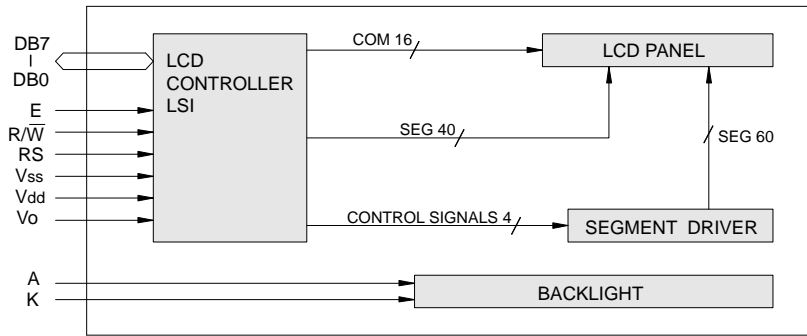 DB7
I
DB0
E
R/W̅
RS
Vss
Vdd
Vo
A
K
LCD
CONTROLLER
LSI
COM 16
LCD PANEL
SEG 40
SEG 60
CONTROL SIGNALS 4
SEGMENT DRIVER
BACKLIGHT